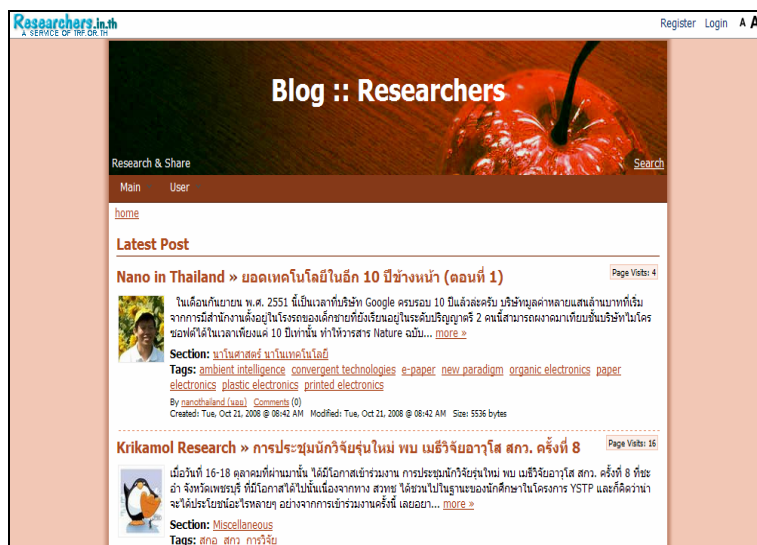 Researchers.in.th
A SERVICE OF TRF.OR.TH
Register Login A A
Blog :: Researchers
Research & Share
Search
Main User
home
Latest Post
Nano in Thailand » ยอดเทคโนโลยีในอีก 10 ปีข้างหน้า (ตอนที่ 1)
Page Visits: 4
ในเดือนกันยายน พ.ศ. 2551 นี้เป็นเวลาที่บริษัท Google ครบรอบ 10 ปีแล้วล่ะครับ บริษัทมูลค่าหลายแสนล้านบาทที่เริ่ม
จากการมีสำนักงานตั้งอยู่ในโรงรถของเด็กชายที่ยังเรียนอยู่ในระดับปริญญาตรี 2 คนนี้สามารถผงาดมาเทียบชั้นบริษัทไมโคร
ซอฟต์ได้ในเวลาเพียงแค่ 10 ปีเท่านั้น ทำให้วารสาร Nature ฉบับ... more »
Section: นาโนศาสตร์ นาโนเทคโนโลยี
Tags: ambient intelligence convergent technologies e-paper new paradigm organic electronics paper
electronics plastic electronics printed electronics
By nanothailand (นอย) Comments (0)
Created: Tue, Oct 21, 2008 @ 08:42 AM Modified: Tue, Oct 21, 2008 @ 08:42 AM Size: 5536 bytes
Krikamol Research » การประชุมนักวิจัยรุ่นใหม่ พบ เมธีวิจัยอาวุโส สกว. ครั้งที่ 8
Page Visits: 16
เมื่อวันที่ 16-18 ตุลาคมที่ผ่านมานั้น ได้มีโอกาสเข้าร่วมงาน การประชุมนักวิจัยรุ่นใหม่ พบ เมธีวิจัยอาวุโส สกว. ครั้งที่ 8 ที่ชะ
อำ จังหวัดเพชรบุรี ที่มีโอกาสได้ไปนั้นเนื่องจากทาง สวทช ได้ชวนไปในฐานะของนักศึกษาในโครงการ YSTP และก็คิดว่าน่า
จะได้ประโยชน์อะไรหลายๆ อย่างจากการเข้าร่วมงานครั้งนี้ เลยอยา... more »
Section: Miscellaneous
Tags: สกอ สกว การวิจัย